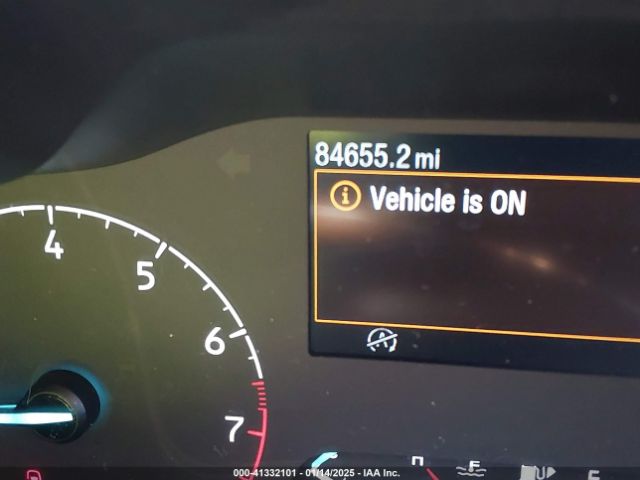 84655.2 mi
i Vehicle is ON
4
5
6
7
A
F
000-41332101 - 01/14/2025 - IAA Inc.